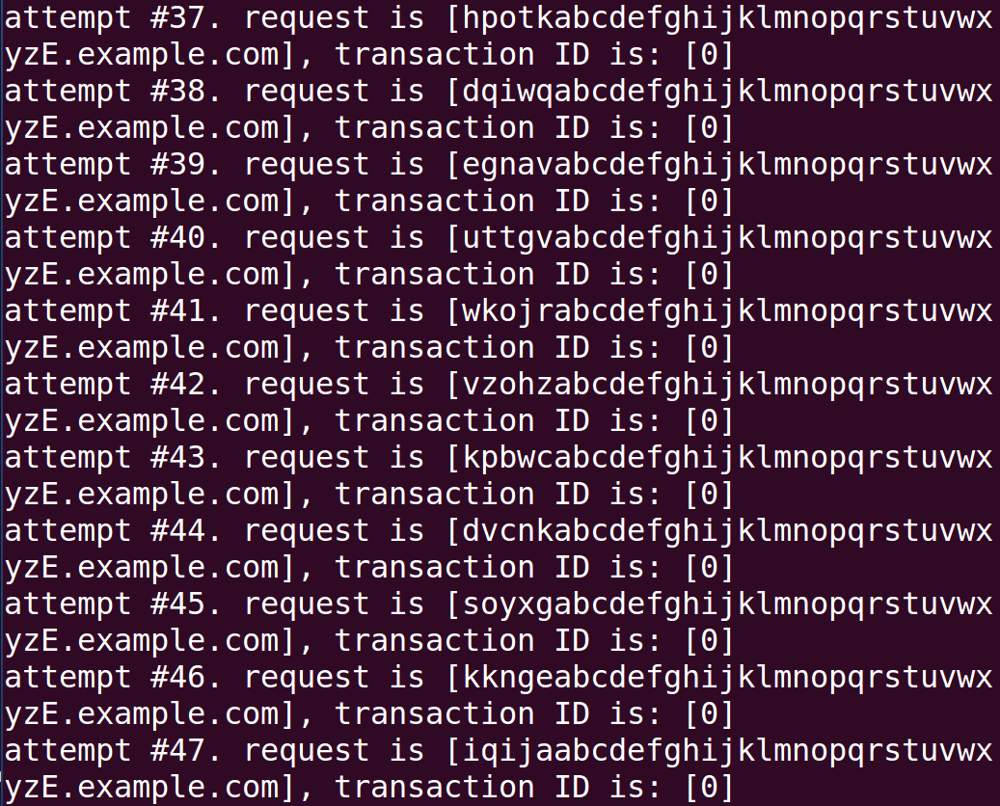 attempt #37. request is [hpotkabcdefghijklmnopqrstuvwx
yzE.example.com], transaction ID is: [0]
attempt #38. request is [dqiwqabcdefghijklmnopqrstuvwx
yzE.example.com], transaction ID is: [0]
attempt #39. request is [egnavabcdefghijklmnopqrstuvwx
yzE.example.com], transaction ID is: [0]
attempt #40. request is [uttgvabcdefghijklmnopqrstuvwx
yzE.example.com], transaction ID is: [0]
attempt #41. request is [wkojrabcdefghijklmnopqrstuvwx
yzE.example.com], transaction ID is: [0]
attempt #42. request is [vzohzabcdefghijklmnopqrstuvwx
yzE.example.com], transaction ID is: [0]
attempt #43. request is [kpbwcabcdefghijklmnopqrstuvwx
yzE.example.com], transaction ID is: [0]
attempt #44. request is [dvcnkabcdefghijklmnopqrstuvwx
yzE.example.com], transaction ID is: [0]
attempt #45. request is [soyxgabcdefghijklmnopqrstuvwx
yzE.example.com], transaction ID is: [0]
attempt #46. request is [kkngeabcdefghijklmnopqrstuvwx
yzE.example.com], transaction ID is: [0]
attempt #47. request is [iqijaabcdefghijklmnopqrstuvwx
yzE.example.com], transaction ID is: [0]